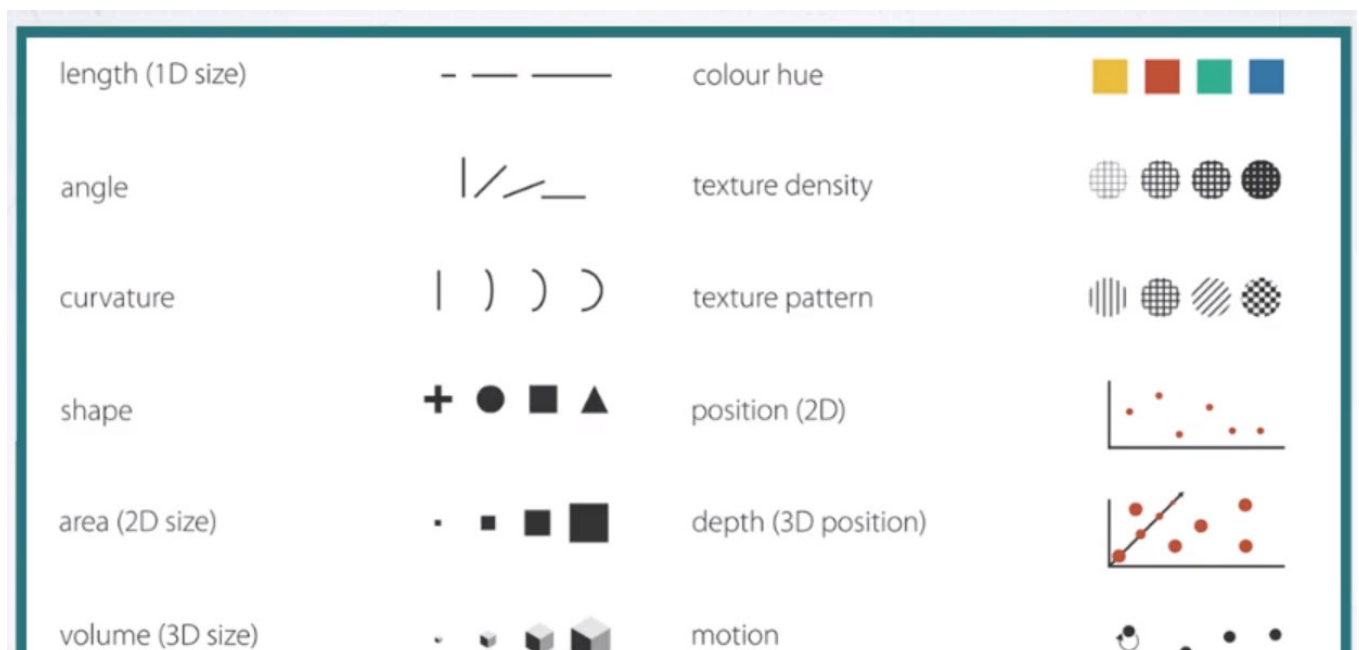 length (1D size)
angle
curvature
shape
area (2D size)
volume (3D size)
colour hue
texture density
texture pattern
position (2D)
depth (3D position)
motion